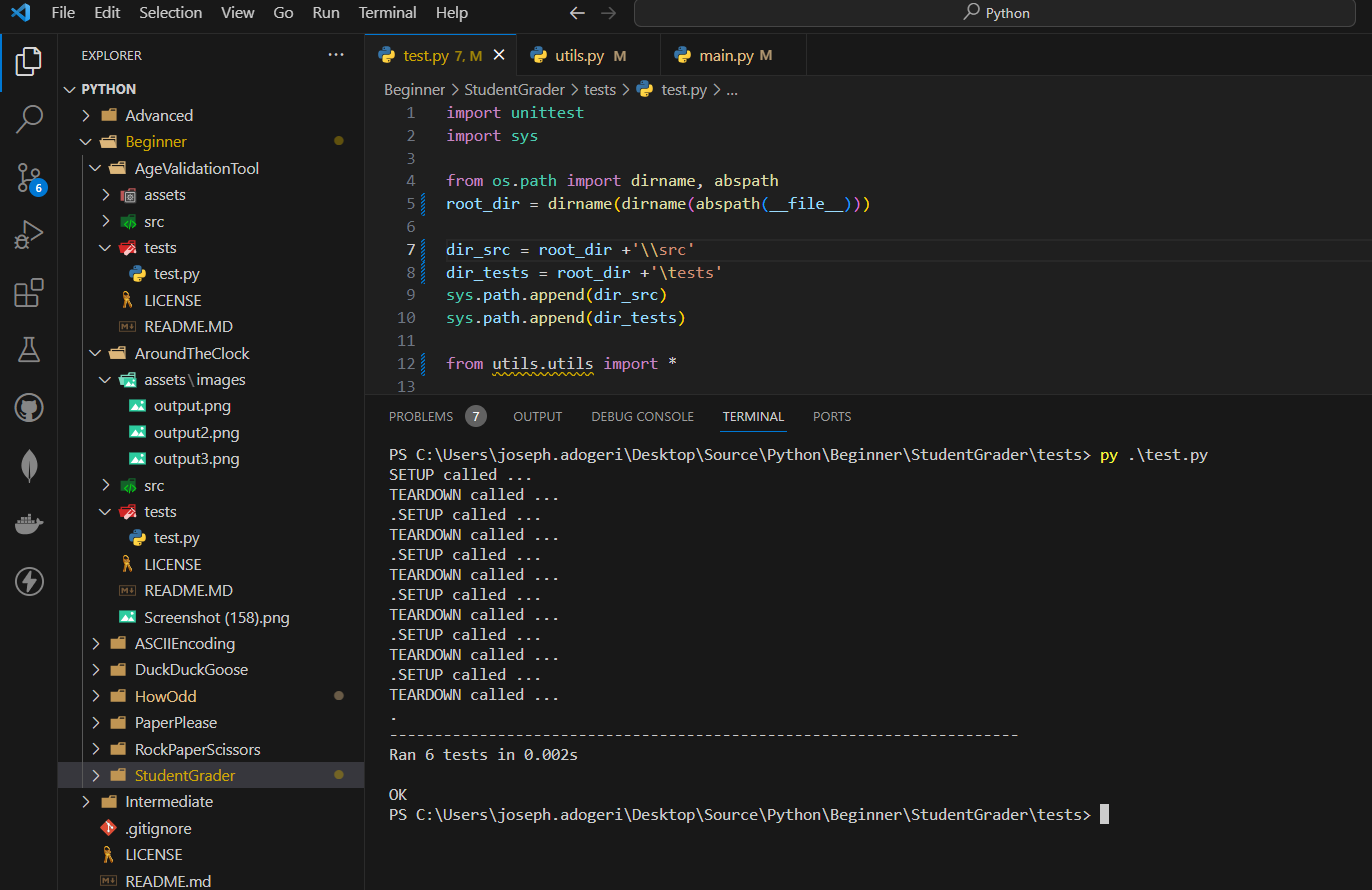 File Edit Selection View Go Run Terminal Help
Python
EXPLORER ...
PYTHON
Advanced
Beginner
AgeValidationTool
assets
src
tests
test.py
LICENSE
README.MD
AroundTheClock
assets\images
output.png
output2.png
output3.png
src
tests
test.py
LICENSE
README.MD
Screenshot (158).png
ASCIIEncoding
DuckDuckGoose
HowOdd
PaperPlease
RockPaperScissors
StudentGrader
Intermediate
.gitignore
LICENSE
README.md
6
test.py 7, M utils.py M main.py M
Beginner > StudentGrader > tests > test.py > ...
1 import unittest
2 import sys
3
4 from os.path import dirname, abspath
5 root_dir = dirname(dirname(abspath(__file__)))
6
7 dir_src = root_dir +'\\src'
8 dir_tests = root_dir +'\tests'
9 sys.path.append(dir_src)
10 sys.path.append(dir_tests)
11
12 from utils.utils import *
13
PROBLEMS 7 OUTPUT DEBUG CONSOLE TERMINAL PORTS
PS C:\Users\joseph.adogeri\Desktop\Source\Python\Beginner\StudentGrader\tests> py .\test.py
SETUP called ...
TEARDOWN called ...
.SETUP called ...
TEARDOWN called ...
.SETUP called ...
TEARDOWN called ...
.SETUP called ...
TEARDOWN called ...
.SETUP called ...
TEARDOWN called ...
.SETUP called ...
TEARDOWN called ...
.
----------------------------------------------------------------------
Ran 6 tests in 0.002s
OK
PS C:\Users\joseph.adogeri\Desktop\Source\Python\Beginner\StudentGrader\tests>